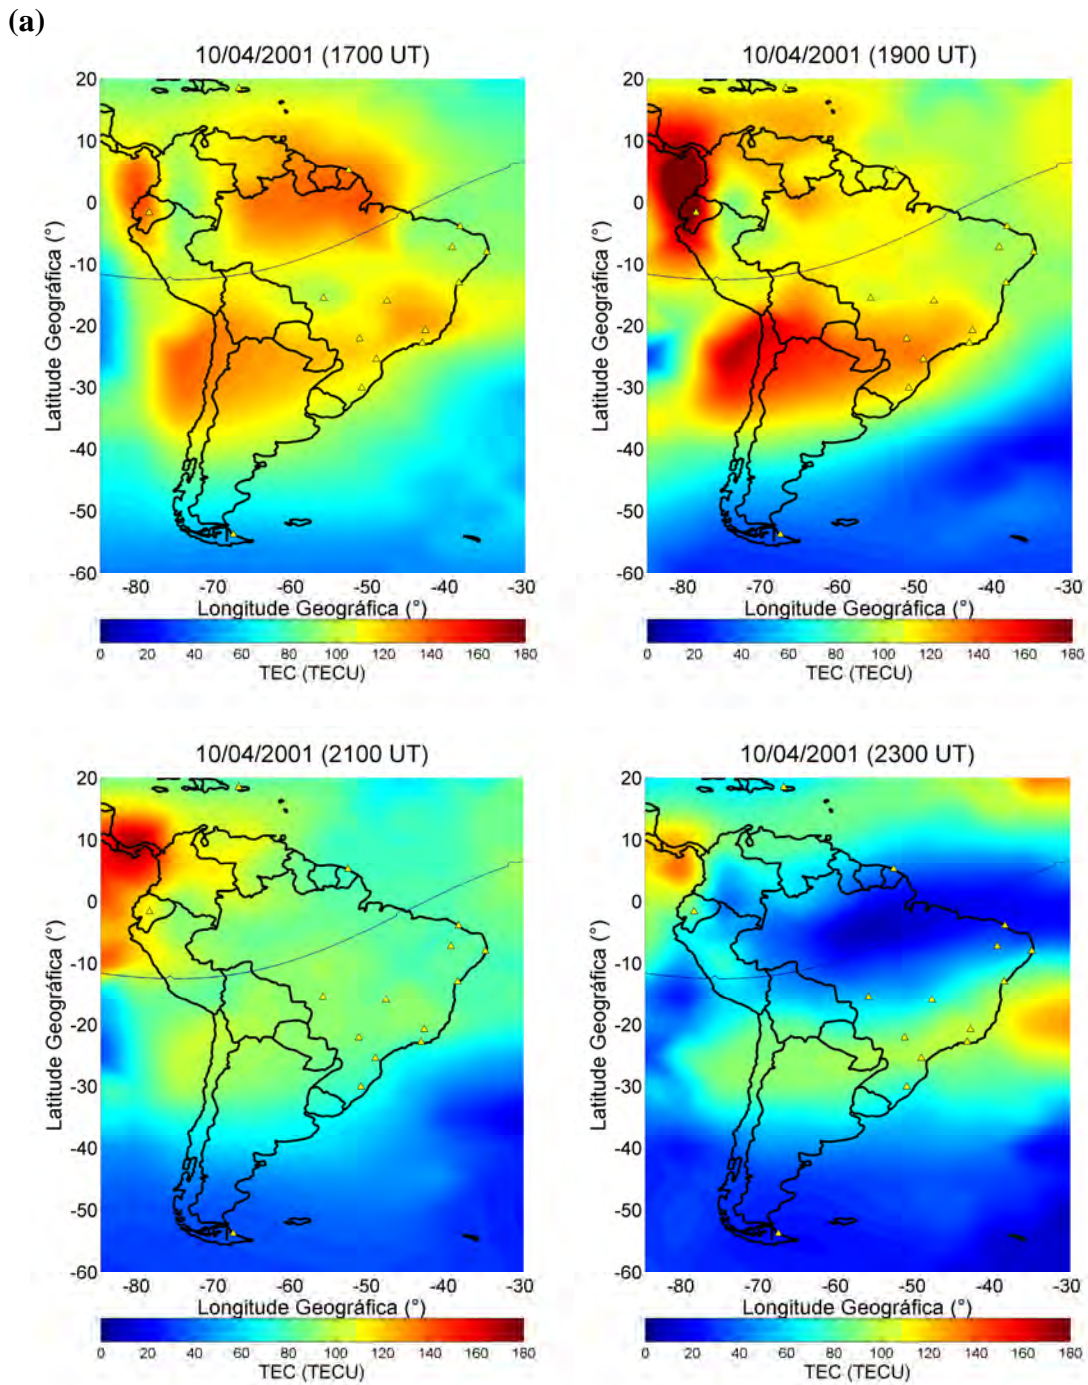 (a)
10/04/2001 (1700 UT)
20
10
0
-10
-20
-30
-40
-50
-60
Latitude Geográfica (°)
-80 -70 -60 -50 -40 -30
Longitude Geográfica (°)
0 20 40 60 80 100 120 140 160 180
TEC (TECU)
10/04/2001 (1900 UT)
20
10
0
-10
-20
-30
-40
-50
-60
Latitude Geográfica (°)
-80 -70 -60 -50 -40 -30
Longitude Geográfica (°)
0 20 40 60 80 100 120 140 160 180
TEC (TECU)
10/04/2001 (2100 UT)
20
10
0
-10
-20
-30
-40
-50
-60
Latitude Geográfica (°)
-80 -70 -60 -50 -40 -30
Longitude Geográfica (°)
0 20 40 60 80 100 120 140 160 180
TEC (TECU)
10/04/2001 (2300 UT)
20
10
0
-10
-20
-30
-40
-50
-60
Latitude Geográfica (°)
-80 -70 -60 -50 -40 -30
Longitude Geográfica (°)
0 20 40 60 80 100 120 140 160 180
TEC (TECU)